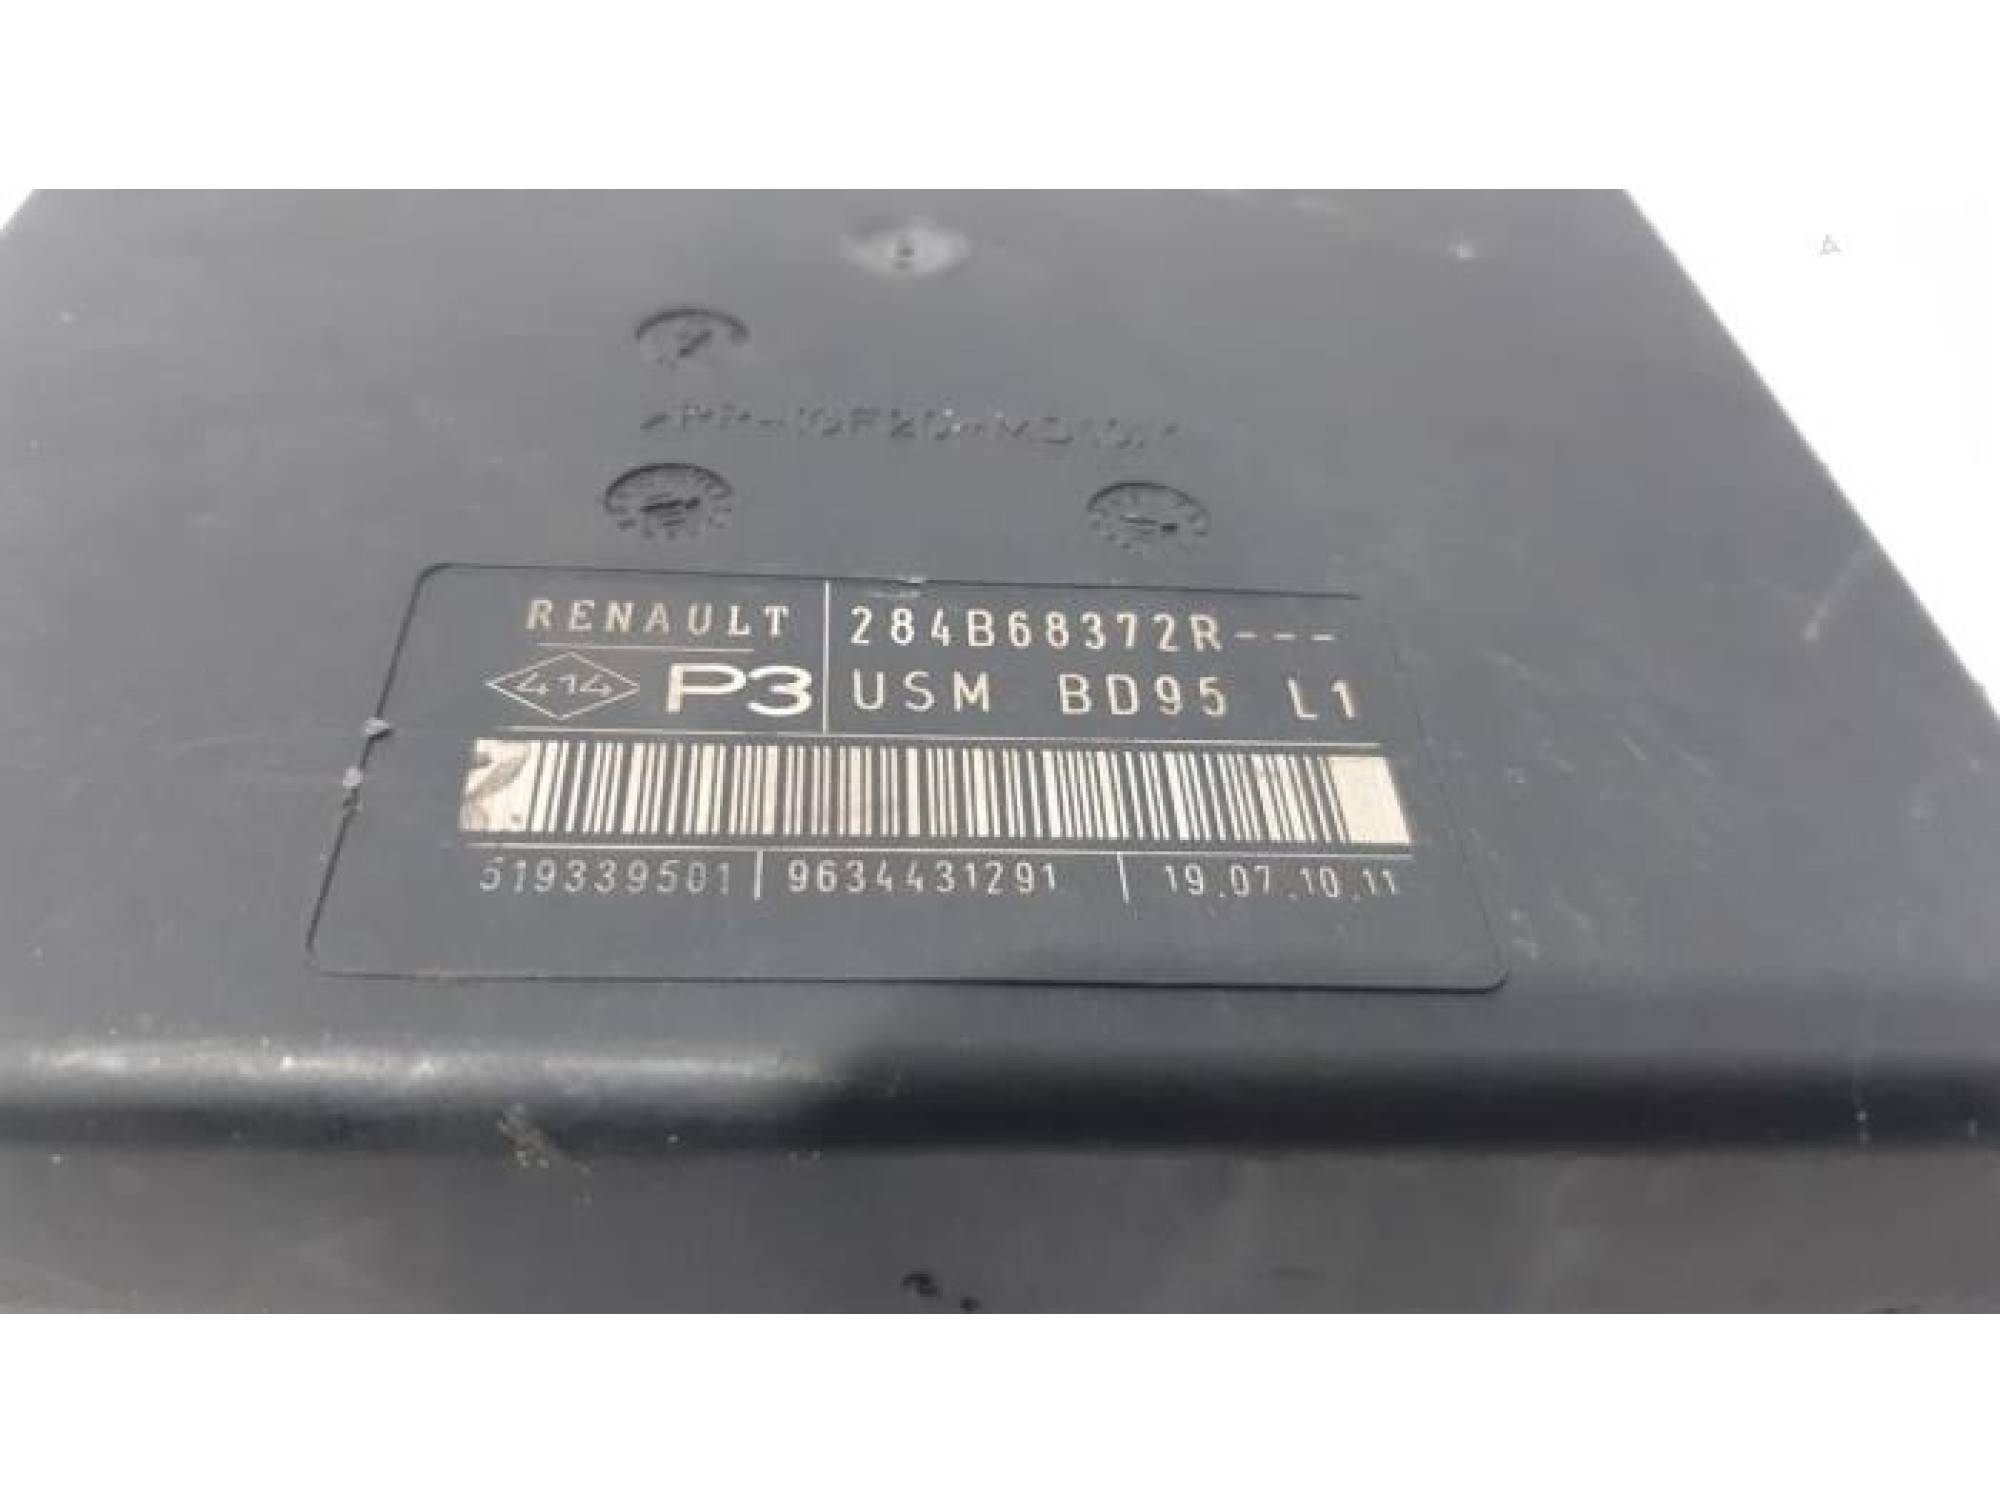 RENAULT
284B68372R---
414 P3
USM BD95 L1
519339501 | 9634431291 | 19.07.10.11